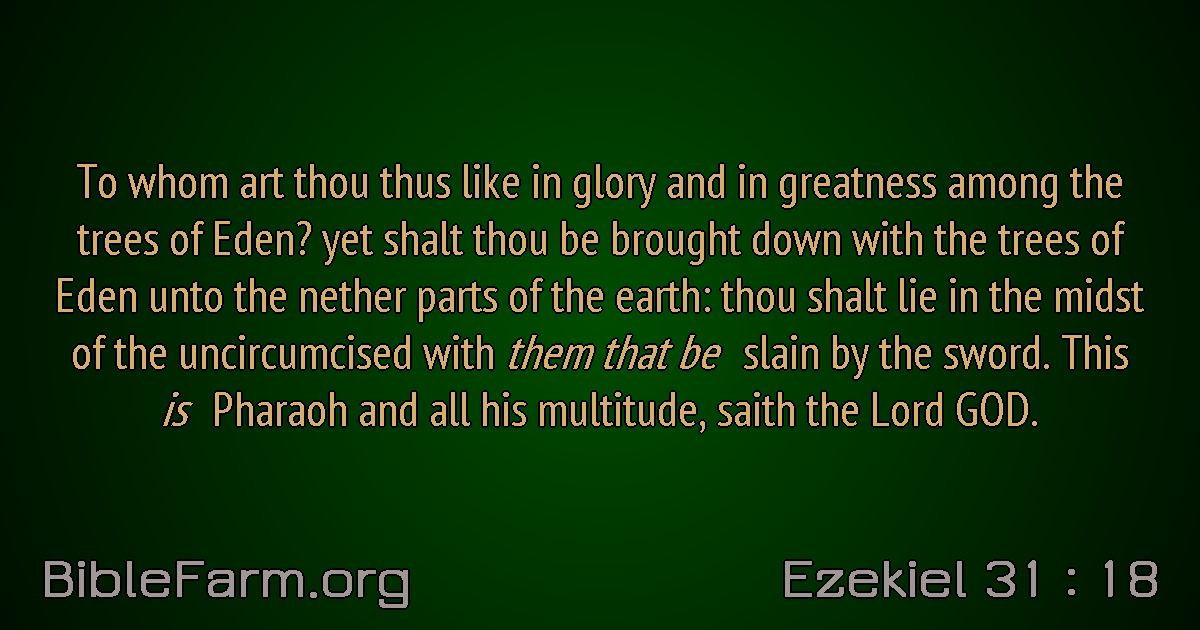 To whom art thou thus like in glory and in greatness among the
trees of Eden? yet shalt thou be brought down with the trees of
Eden unto the nether parts of the earth: thou shalt lie in the midst
of the uncircumcised with them that be slain by the sword. This
is Pharaoh and all his multitude, saith the Lord GOD.
BibleFarm.org
Ezekiel 31 : 18